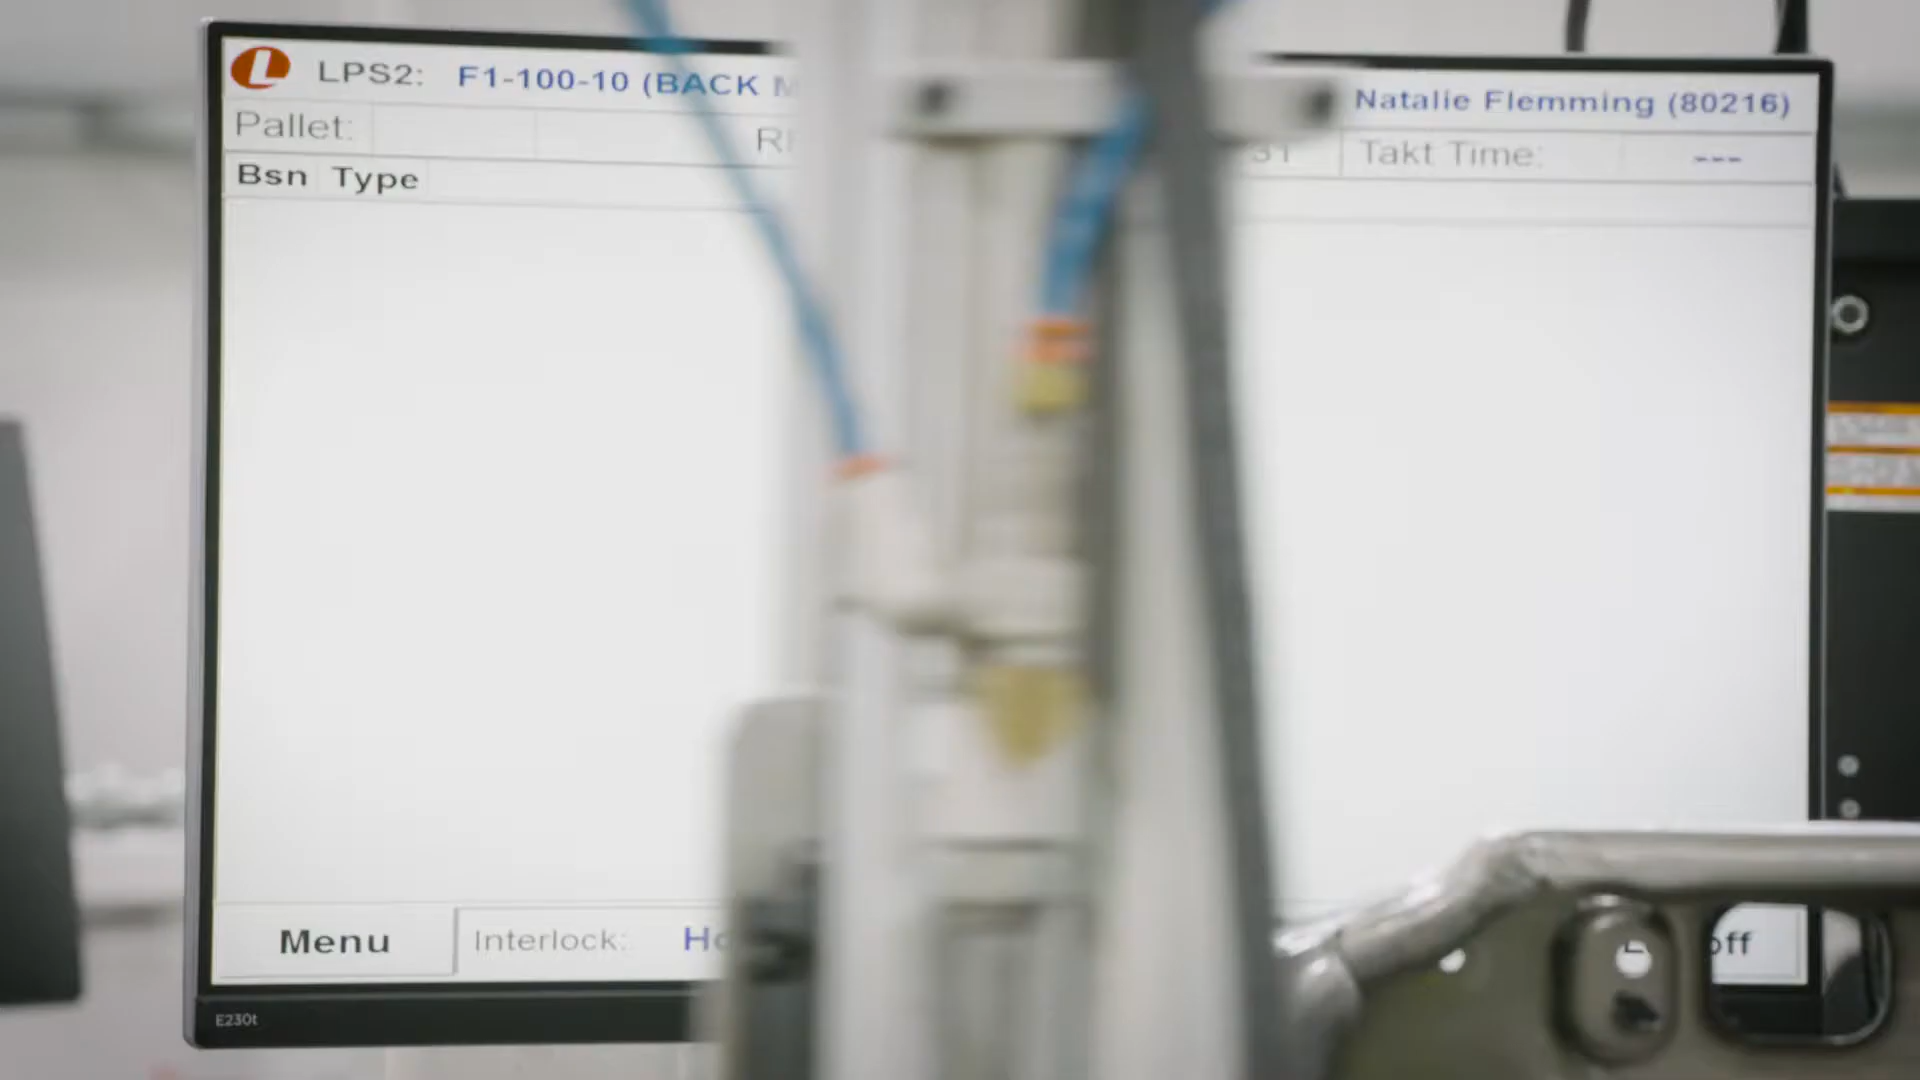 L LPS2: F1-100-10 (BACK Natalie Flemming (80216)
Pallet: Takt Time: ---
Bsn Type
Menu Interlock:
E230t